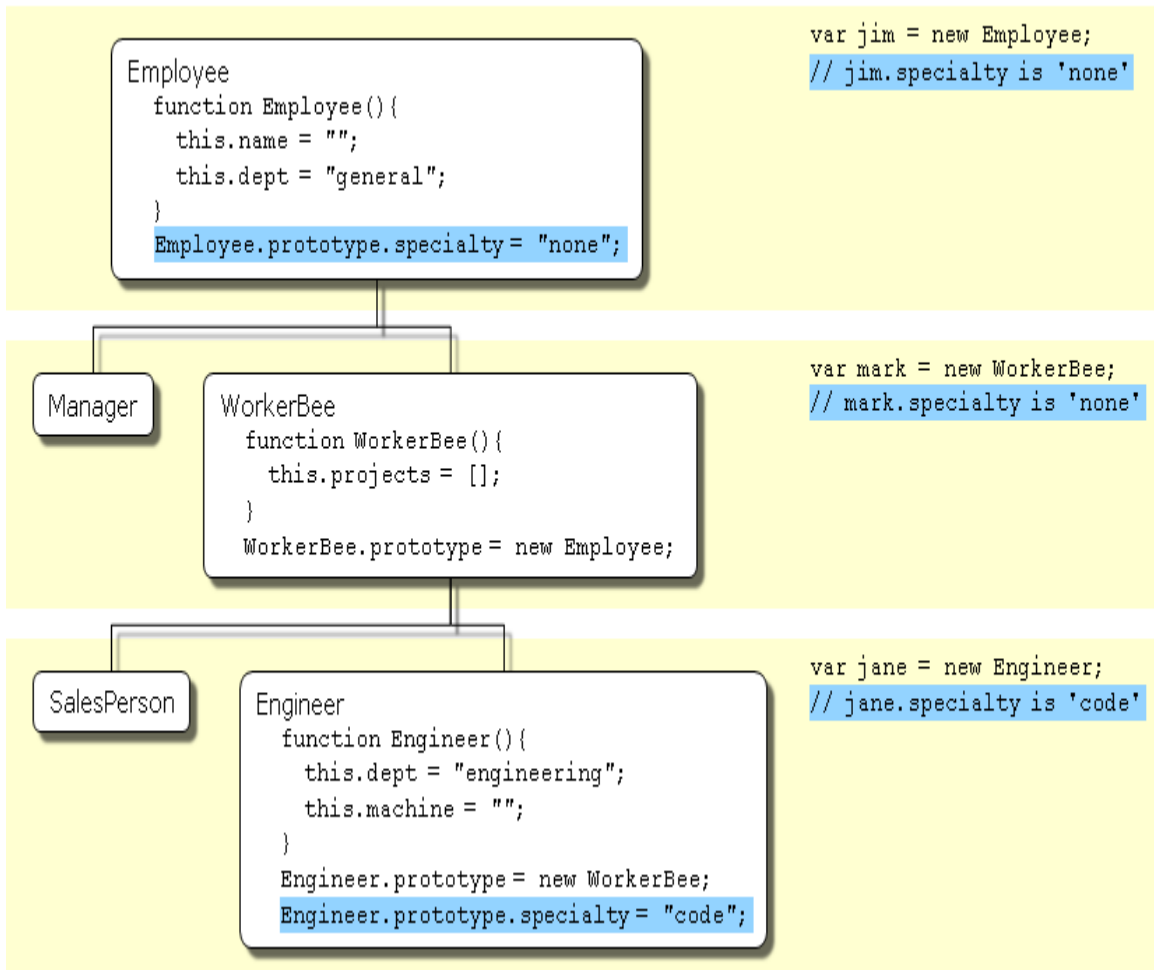 Employee
function Employee(){
this.name = "";
this.dept = "general";
}
Employee.prototype.specialty = "none";
var jim = new Employee;
// jim.specialty is 'none'
Manager
WorkerBee
function WorkerBee(){
this.projects = [];
}
WorkerBee.prototype = new Employee;
var mark = new WorkerBee;
// mark.specialty is 'none'
SalesPerson
Engineer
function Engineer(){
this.dept = "engineering";
this.machine = "";
}
Engineer.prototype = new WorkerBee;
Engineer.prototype.specialty = "code";
var jane = new Engineer;
// jane.specialty is 'code'